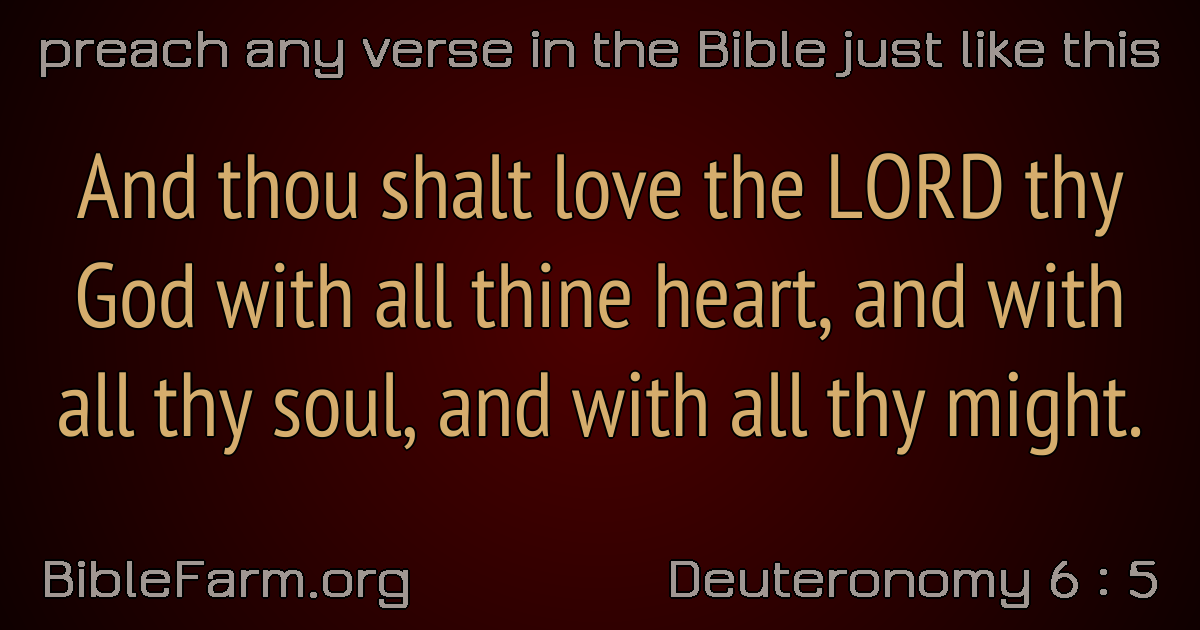 preach any verse in the Bible just like this
And thou shalt love the LORD thy
God with all thine heart, and with
all thy soul, and with all thy might.
BibleFarm.org
Deuteronomy 6 : 5